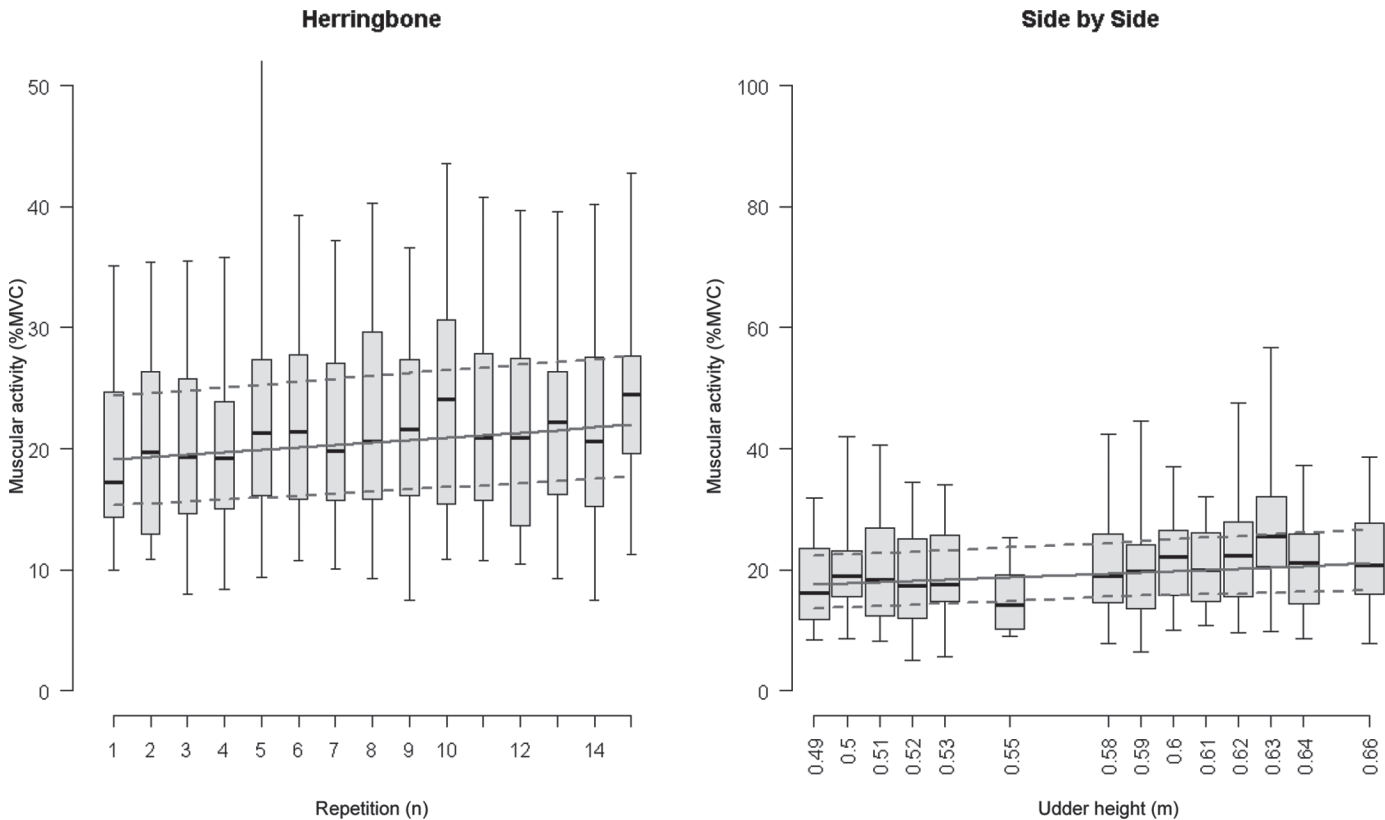 Herringbone
Muscular activity (%MVC)
50
40
30
20
10
0
1 2 3 4 5 6 7 8 9 10 12 14
Repetition (n)
Side by Side
Muscular activity (%MVC)
100
80
60
40
20
0
0.49 0.5 0.51 0.52 0.53 0.55 0.58 0.59 0.6 0.61 0.62 0.63 0.64 0.66
Udder height (m)